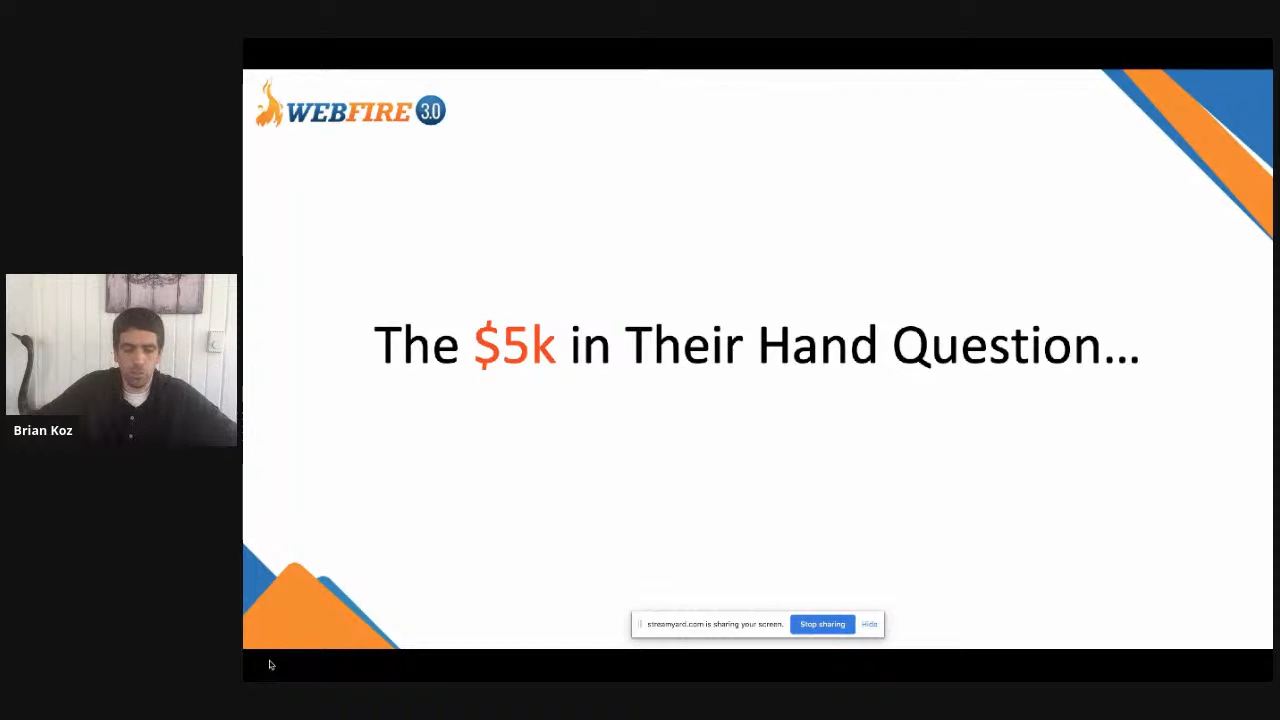 WEBFIRE 3.0
The $5k in Their Hand Question...
Brian Koz
streamyard.com is sharing your screen. Stop sharing Hide